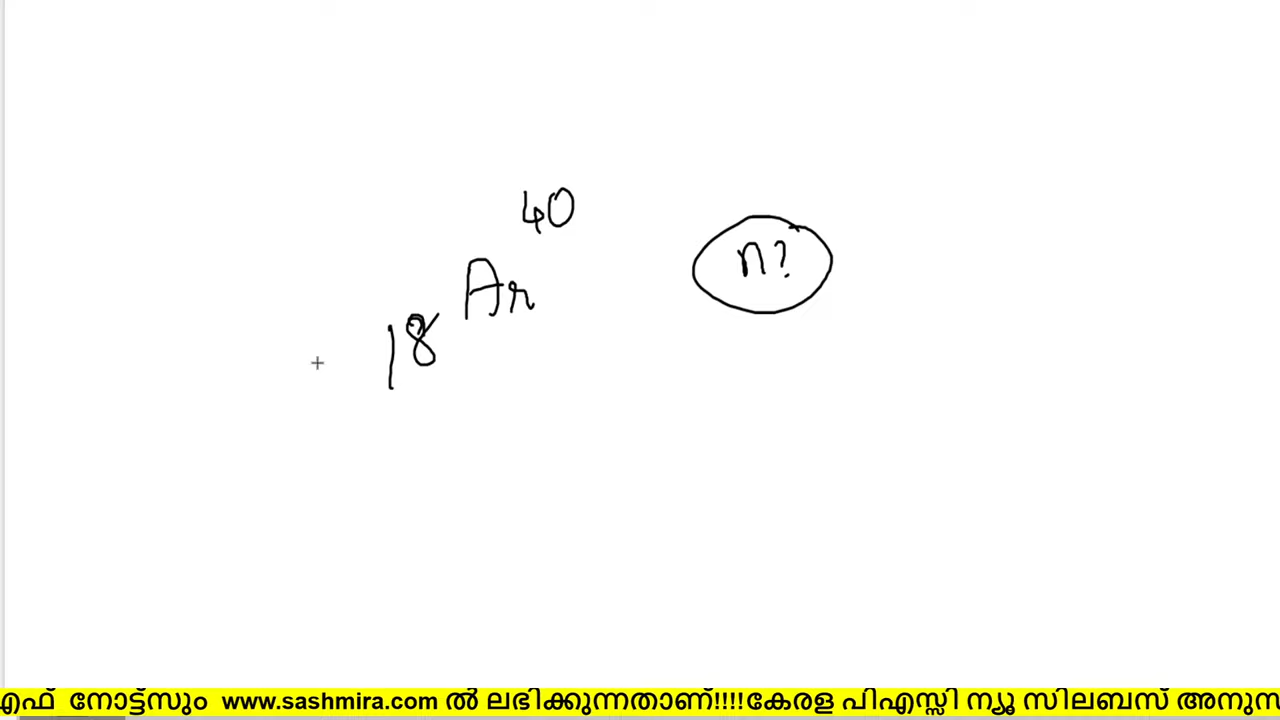 40
Ar
n?
18
എഫ് നോട്ട്സും www.sashmira.com ൽ ലഭിക്കുന്നതാണ്!!!!കേരള പിഎസ്സി ന്യൂ സിലബസ് അനുസ